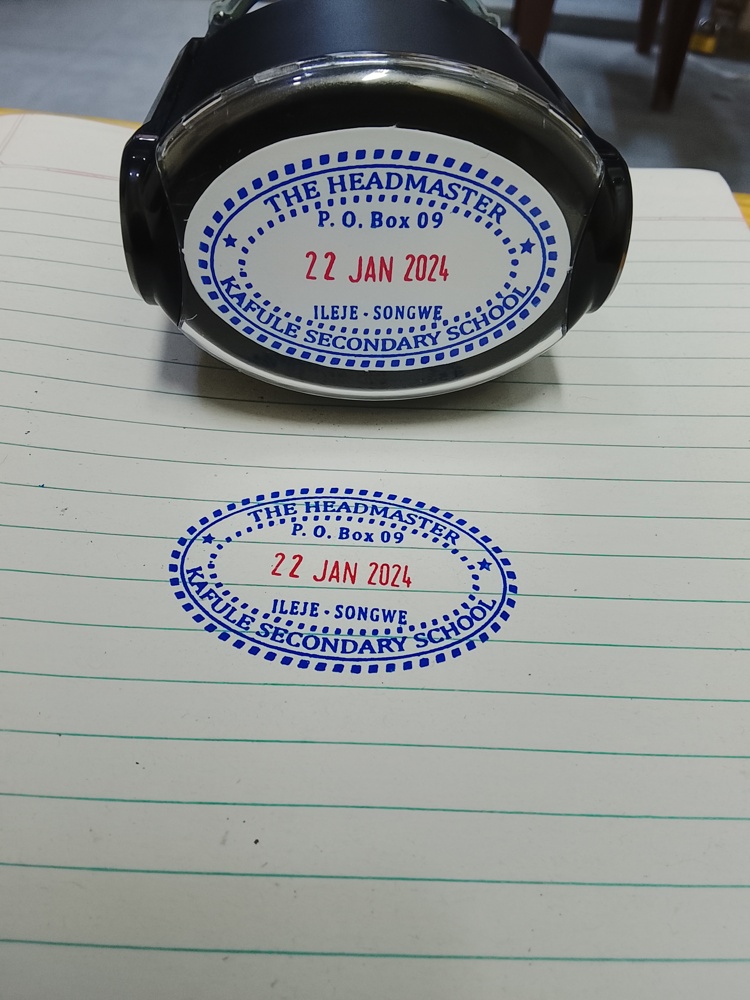 THE HEADMASTER
P. O. Box 09
22 JAN 2024
ILEJE - SONGWE
KAFULE SECONDARY SCHOOL
THE HEADMASTER
P. O. Box 09
22 JAN 2024
ILEJE - SONGWE
KAFULE SECONDARY SCHOOL